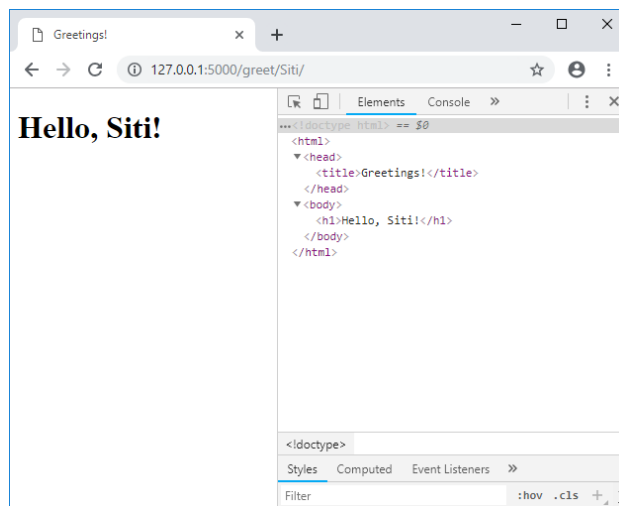 Greetings!
127.0.0.1:5000/greet/Siti/
Hello, Siti!
Elements Console »
...<!doctype html> == $0
<html>
▼<head>
<title>Greetings!</title>
</head>
▼<body>
<h1>Hello, Siti!</h1>
</body>
</html>
<!doctype>
Styles Computed Event Listeners »
Filter :hov .cls +